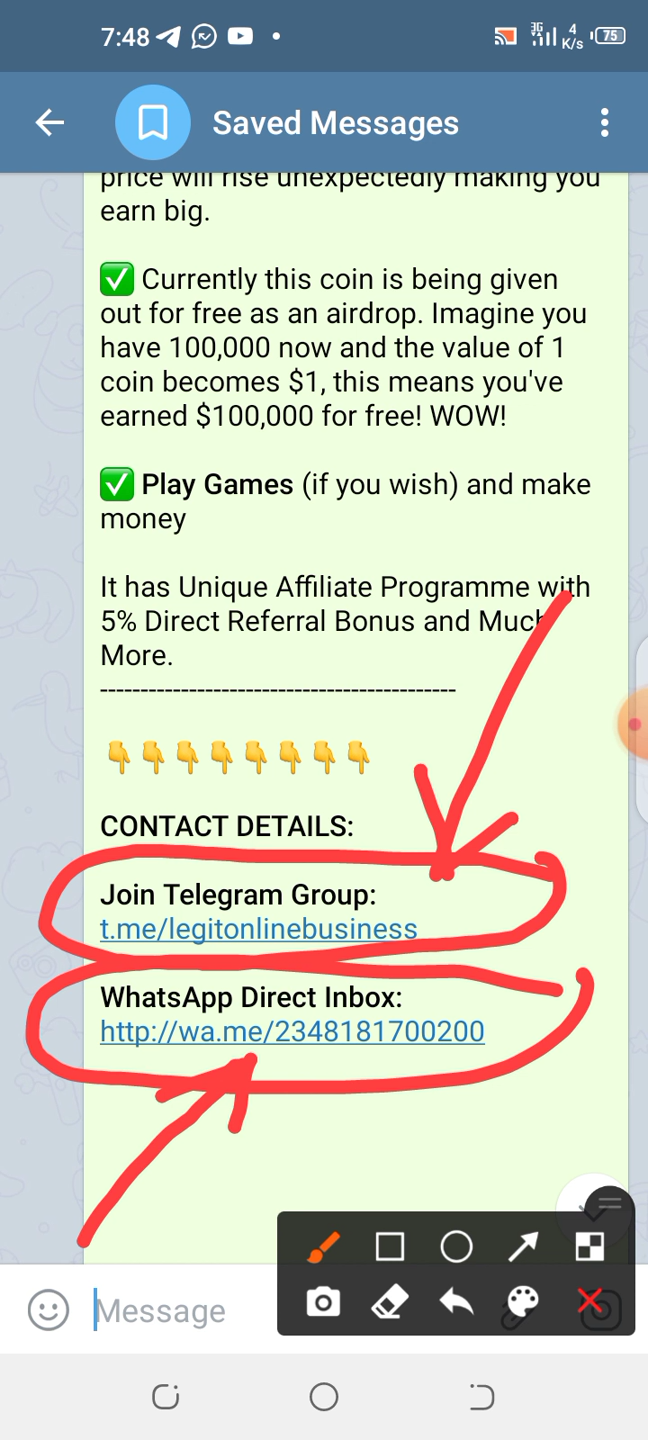 7:48
3G
4
K/s
75
Saved Messages
price will rise unexpectedly making you
earn big.
✅ Currently this coin is being given
out for free as an airdrop. Imagine you
have 100,000 now and the value of 1
coin becomes $1, this means you've
earned $100,000 for free! WOW!
✅ Play Games (if you wish) and make
money
It has Unique Affiliate Programme with
5% Direct Referral Bonus and Much
More.
-------------------------------------------
👇👇👇👇👇👇👇👇
CONTACT DETAILS:
Join Telegram Group:
t.me/legitonlinebusiness
WhatsApp Direct Inbox:
http://wa.me/2348181700200
Message